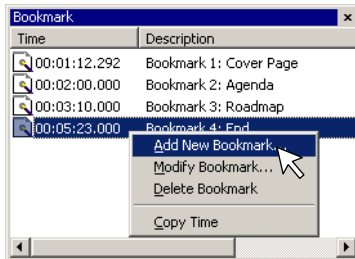 Bookmark
Time Description
00:01:12.292 Bookmark 1: Cover Page
00:02:00.000 Bookmark 2: Agenda
00:03:10.000 Bookmark 3: Roadmap
00:05:23.000 Bookmark 4: End
Add New Bookmark...
Modify Bookmark...
Delete Bookmark
Copy Time